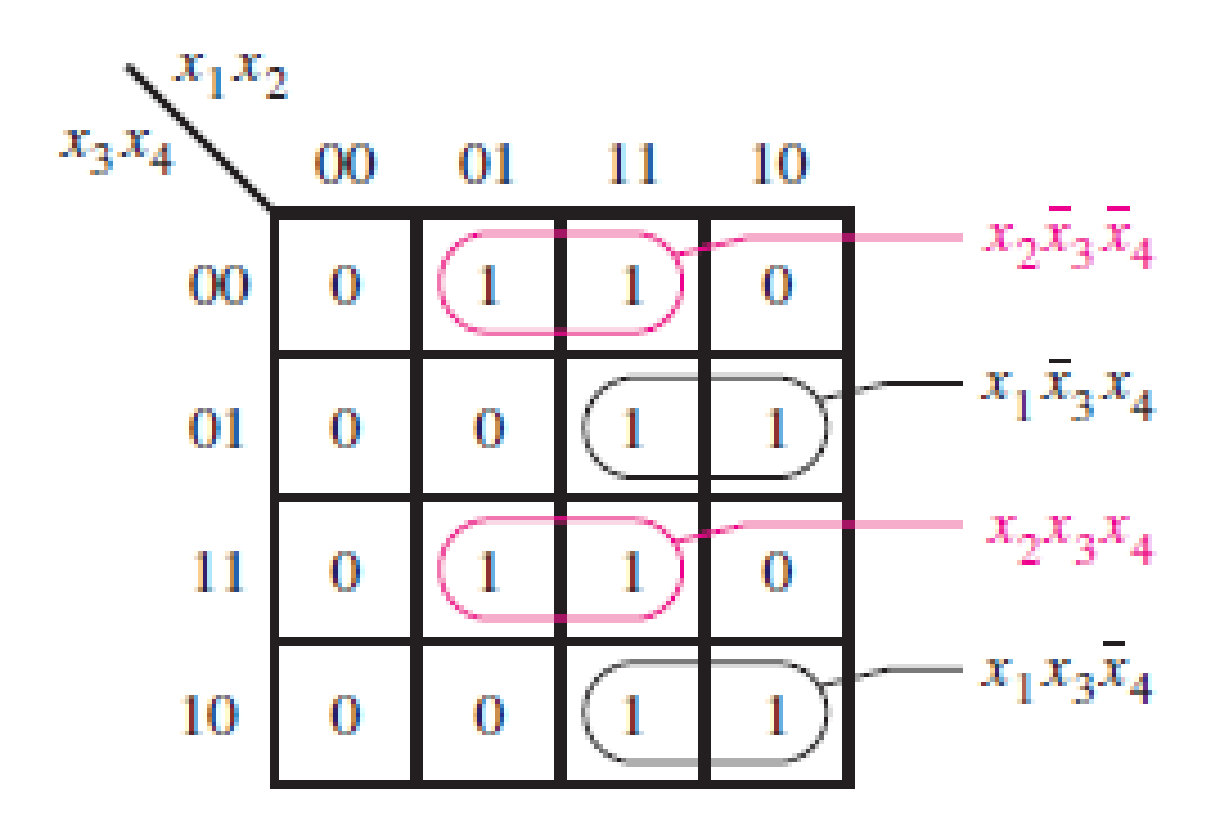 x₁x₂
x₃x₄
00 01 11 10
00 0 1 1 0 x₂x̄₃x̄₄
01 0 0 1 1 x₁x̄₃x₄
11 0 1 1 0 x₂x₃x₄
10 0 0 1 1 x₁x₃x̄₄